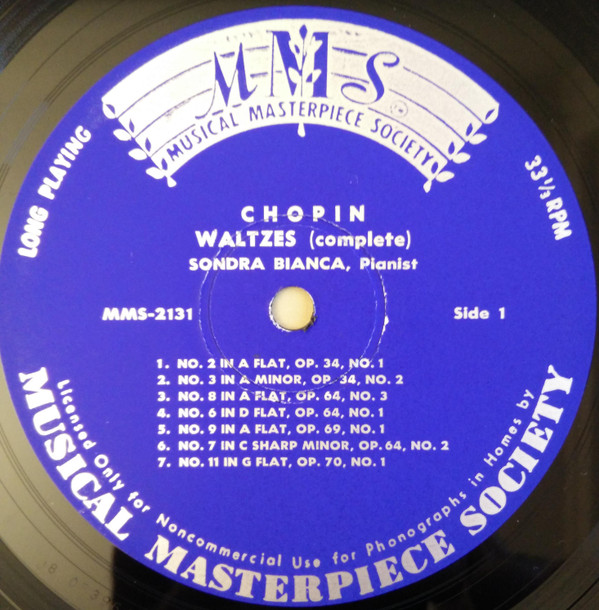 MMS
MUSICAL MASTERPIECE SOCIETY
LONG PLAYING
33 1/3 RPM
CHOPIN
WALTZES (complete)
SONDRA BIANCA, Pianist
MMS-2131
Side 1
1. NO. 2 IN A FLAT, OP. 34, NO. 1
2. NO. 3 IN A MINOR, OP. 34, NO. 2
3. NO. 8 IN A FLAT, OP. 64, NO. 3
4. NO. 6 IN D FLAT, OP. 64, NO. 1
5. NO. 9 IN A FLAT, OP. 69, NO. 1
6. NO. 7 IN C SHARP MINOR, OP. 64, NO. 2
7. NO. 11 IN G FLAT, OP. 70, NO. 1
Licensed Only for Noncommercial Use for Phonographs in Homes by
MUSICAL MASTERPIECE SOCIETY